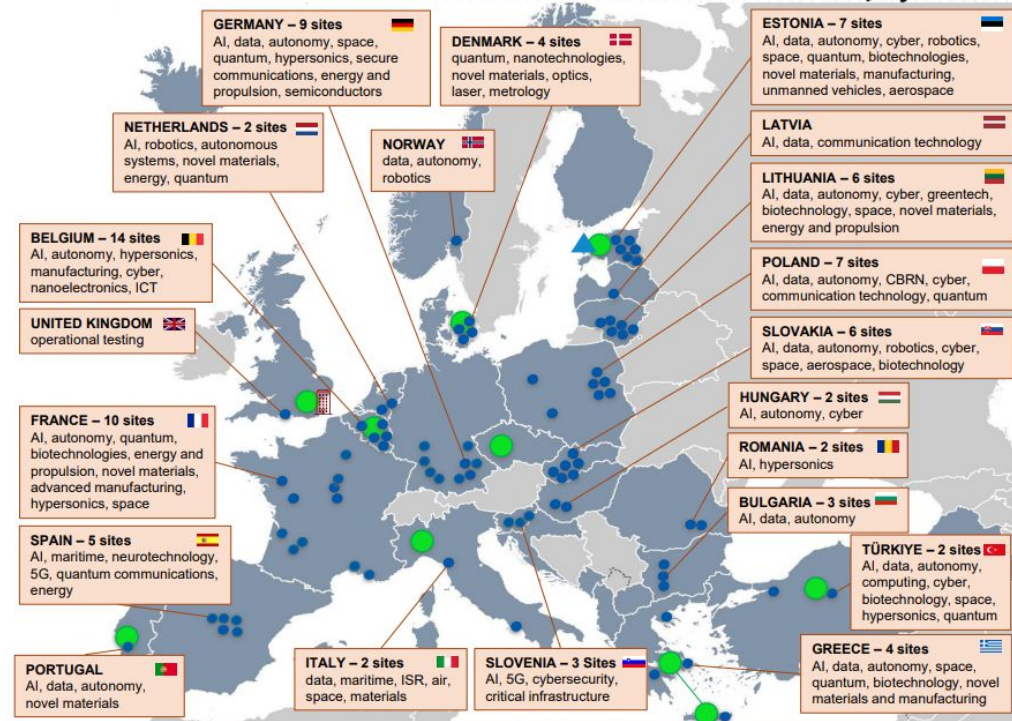 GERMANY – 9 sites
AI, data, autonomy, space,
quantum, hypersonics, secure
communications, energy and
propulsion, semiconductors
DENMARK – 4 sites
quantum, nanotechnologies,
novel materials, optics,
laser, metrology
ESTONIA – 7 sites
AI, data, autonomy, cyber, robotics,
space, quantum, biotechnologies,
novel materials, manufacturing,
unmanned vehicles, aerospace
NETHERLANDS – 2 sites
AI, robotics, autonomous
systems, novel materials,
energy, quantum
NORWAY
data, autonomy,
robotics
LATVIA
AI, data, communication technology
LITHUANIA – 6 sites
AI, data, autonomy, cyber, greentech,
biotechnology, space, novel materials,
energy and propulsion
BELGIUM – 14 sites
AI, autonomy, hypersonics,
manufacturing, cyber,
nanoelectronics, ICT
POLAND – 7 sites
AI, data, autonomy, CBRN, cyber,
communication technology, quantum
UNITED KINGDOM
operational testing
SLOVAKIA – 6 sites
AI, data, autonomy, robotics, cyber,
space, aerospace, biotechnology
HUNGARY – 2 sites
AI, autonomy, cyber
FRANCE – 10 sites
AI, autonomy, quantum,
biotechnologies, energy and
propulsion, novel materials,
advanced manufacturing,
hypersonics, space
ROMANIA – 2 sites
AI, hypersonics
BULGARIA – 3 sites
AI, data, autonomy
SPAIN – 5 sites
AI, maritime, neurotechnology,
5G, quantum communications,
energy
TÜRKIYE – 2 sites
AI, data, autonomy,
computing, cyber,
biotechnology, space,
hypersonics, quantum
PORTUGAL
AI, data, autonomy,
novel materials
ITALY – 2 sites
data, maritime, ISR, air,
space, materials
SLOVENIA – 3 Sites
AI, 5G, cybersecurity,
critical infrastructure
GREECE – 4 sites
AI, data, autonomy, space,
quantum, biotechnology, novel
materials and manufacturing